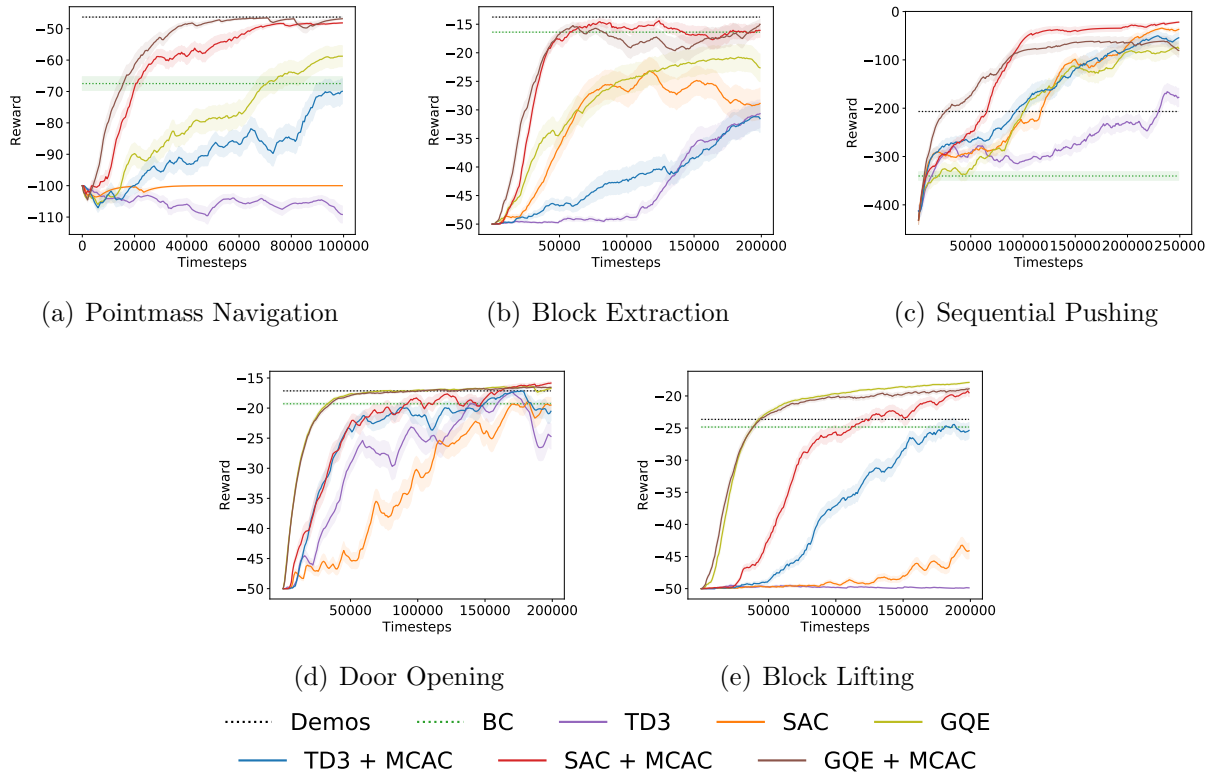 −50
−60
−70
−80
−90
−100
−110
Reward
0 20000 40000 60000 80000 100000
Timesteps
(a) Pointmass Navigation
−15
−20
−25
−30
−35
−40
−45
−50
Reward
50000 100000 150000 200000
Timesteps
(b) Block Extraction
0
−100
−200
−300
−400
Reward
50000 100000 150000 200000 250000
Timesteps
(c) Sequential Pushing
−15
−20
−25
−30
−35
−40
−45
−50
Reward
50000 100000 150000 200000
Timesteps
(d) Door Opening
−20
−25
−30
−35
−40
−45
−50
Reward
50000 100000 150000 200000
Timesteps
(e) Block Lifting
Demos BC TD3 SAC GQE
TD3 + MCAC SAC + MCAC GQE + MCAC